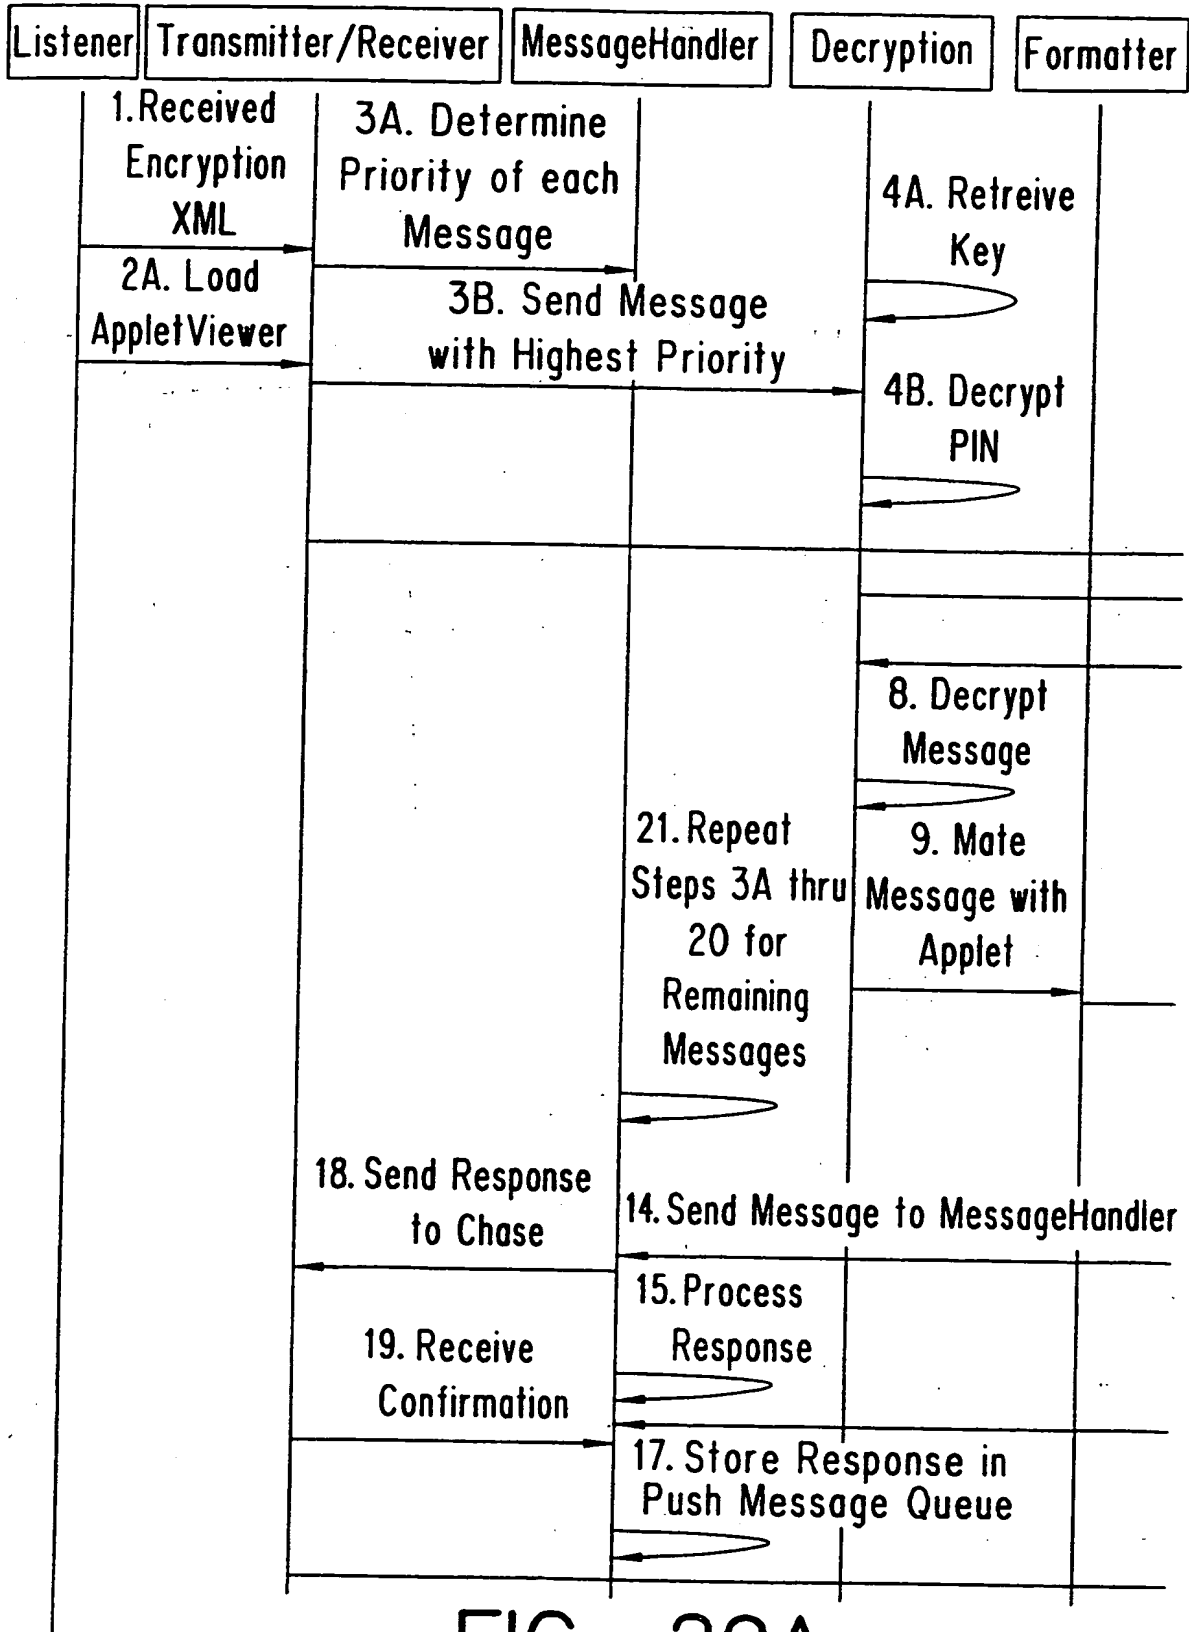 Listener
Transmitter/Receiver
MessageHandler
Decryption
Formatter
1. Received
Encryption
XML
2A. Load
AppletViewer
3A. Determine
Priority of each
Message
3B. Send Message
with Highest Priority
4A. Retreive
Key
4B. Decrypt
PIN
8. Decrypt
Message
9. Mate
Message with
Applet
21. Repeat
Steps 3A thru
20 for
Remaining
Messages
18. Send Response
to Chase
14. Send Message to MessageHandler
15. Process
Response
19. Receive
Confirmation
17. Store Response in
Push Message Queue